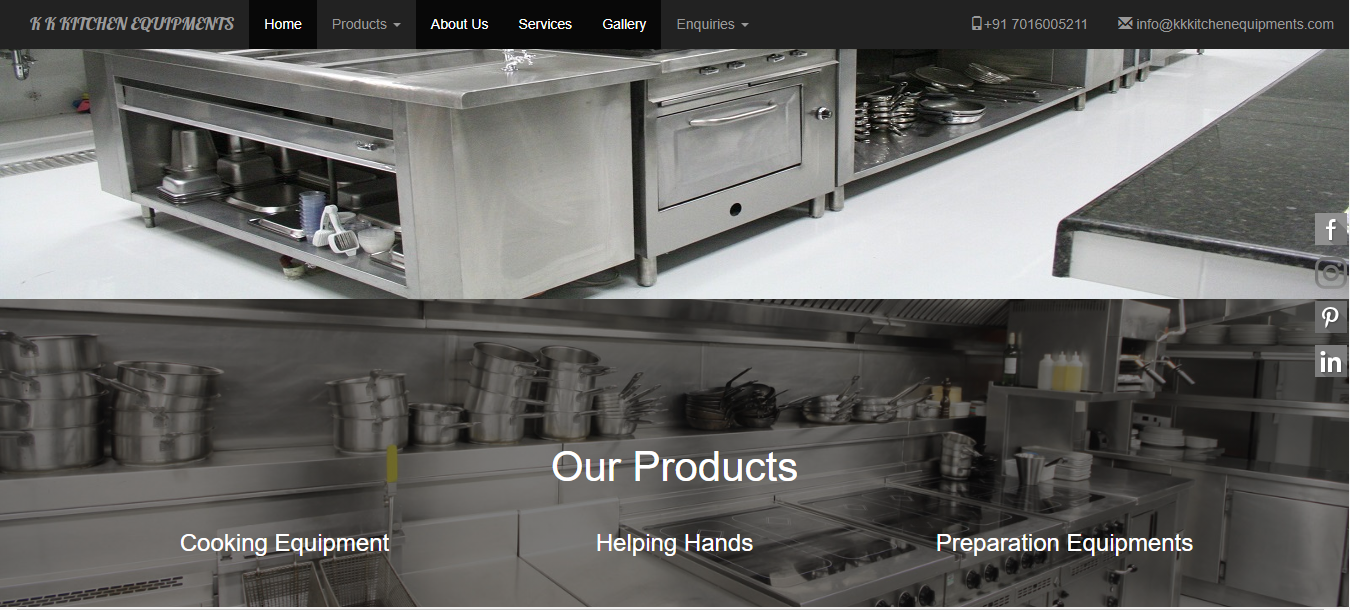 K K KITCHEN EQUIPMENTS Home Products About Us Services Gallery Enquiries +91 7016005211 info@kkkitchenequipments.com
f
in
Our Products
Cooking Equipment Helping Hands Preparation Equipments